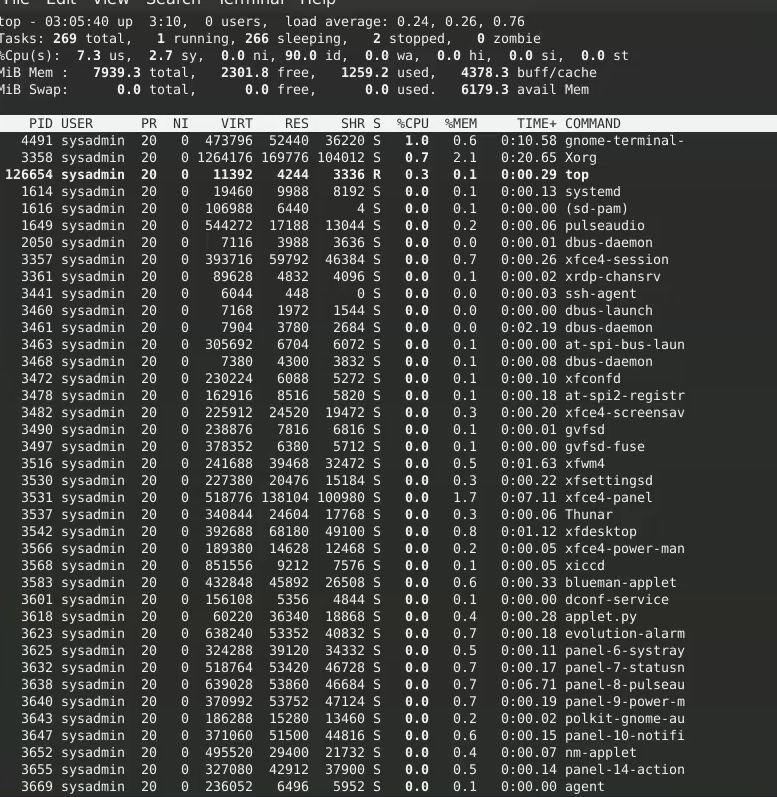 File Edit View Search Terminal Help
top - 03:05:40 up  3:10,  0 users,  load average: 0.24, 0.26, 0.76
Tasks: 269 total,   1 running, 266 sleeping,   2 stopped,   0 zombie
%Cpu(s):  7.3 us,  2.7 sy,  0.0 ni, 90.0 id,  0.0 wa,  0.0 hi,  0.0 si,  0.0 st
MiB Mem :   7939.3 total,   2301.8 free,   1259.2 used,   4378.3 buff/cache
MiB Swap:      0.0 total,      0.0 free,      0.0 used.   6179.3 avail Mem
PID USER PR NI VIRT RES SHR S %CPU %MEM TIME+ COMMAND
4491 sysadmin 20 0 473796 52440 36220 S 1.0 0.6 0:10.58 gnome-terminal-
3358 sysadmin 20 0 1264176 169776 104012 S 0.7 2.1 0:20.65 Xorg
126654 sysadmin 20 0 11392 4244 3336 R 0.3 0.1 0:00.29 top
1614 sysadmin 20 0 19460 9988 8192 S 0.0 0.1 0:00.13 systemd
1616 sysadmin 20 0 106988 6440 4 S 0.0 0.1 0:00.00 (sd-pam)
1649 sysadmin 20 0 544272 17188 13044 S 0.0 0.2 0:00.06 pulseaudio
2050 sysadmin 20 0 7116 3988 3636 S 0.0 0.0 0:00.01 dbus-daemon
3357 sysadmin 20 0 393716 59792 46384 S 0.0 0.7 0:00.26 xfce4-session
3361 sysadmin 20 0 89628 4832 4096 S 0.0 0.1 0:00.02 xrdp-chansrv
3441 sysadmin 20 0 6044 448 0 S 0.0 0.0 0:00.03 ssh-agent
3460 sysadmin 20 0 7168 1972 1544 S 0.0 0.0 0:00.00 dbus-launch
3461 sysadmin 20 0 7904 3780 2684 S 0.0 0.0 0:02.19 dbus-daemon
3463 sysadmin 20 0 305692 6704 6072 S 0.0 0.1 0:00.00 at-spi-bus-laun
3468 sysadmin 20 0 7380 4300 3832 S 0.0 0.1 0:00.08 dbus-daemon
3472 sysadmin 20 0 230224 6088 5272 S 0.0 0.1 0:00.10 xfconfd
3478 sysadmin 20 0 162916 8516 5820 S 0.0 0.1 0:00.18 at-spi2-registr
3482 sysadmin 20 0 225912 24520 19472 S 0.0 0.3 0:00.20 xfce4-screensav
3490 sysadmin 20 0 238876 7816 6816 S 0.0 0.1 0:00.01 gvfsd
3497 sysadmin 20 0 378352 6380 5712 S 0.0 0.1 0:00.00 gvfsd-fuse
3516 sysadmin 20 0 241688 39468 32472 S 0.0 0.5 0:01.63 xfwm4
3530 sysadmin 20 0 227380 20476 15184 S 0.0 0.3 0:00.22 xfsettingsd
3531 sysadmin 20 0 518776 138104 100980 S 0.0 1.7 0:07.11 xfce4-panel
3537 sysadmin 20 0 340844 24604 17768 S 0.0 0.3 0:00.06 Thunar
3542 sysadmin 20 0 392688 68180 49100 S 0.0 0.8 0:01.12 xfdesktop
3566 sysadmin 20 0 189380 14628 12468 S 0.0 0.2 0:00.05 xfce4-power-man
3568 sysadmin 20 0 851556 9212 7576 S 0.0 0.1 0:00.05 xiccd
3583 sysadmin 20 0 432848 45892 26508 S 0.0 0.6 0:00.33 blueman-applet
3601 sysadmin 20 0 156108 5356 4844 S 0.0 0.1 0:00.00 dconf-service
3618 sysadmin 20 0 60220 36340 18868 S 0.0 0.4 0:00.28 applet.py
3623 sysadmin 20 0 638240 53352 40832 S 0.0 0.7 0:00.18 evolution-alarm
3625 sysadmin 20 0 324288 39120 34332 S 0.0 0.5 0:00.11 panel-6-systray
3632 sysadmin 20 0 518764 53420 46728 S 0.0 0.7 0:00.17 panel-7-statusn
3638 sysadmin 20 0 639028 53860 46684 S 0.0 0.7 0:06.71 panel-8-pulseau
3640 sysadmin 20 0 370992 53752 47124 S 0.0 0.7 0:00.19 panel-9-power-m
3643 sysadmin 20 0 186288 15280 13460 S 0.0 0.2 0:00.02 polkit-gnome-au
3647 sysadmin 20 0 371060 51500 44816 S 0.0 0.6 0:00.15 panel-10-notifi
3652 sysadmin 20 0 495520 29400 21732 S 0.0 0.4 0:00.07 nm-applet
3655 sysadmin 20 0 327080 42912 37900 S 0.0 0.5 0:00.14 panel-14-action
3669 sysadmin 20 0 236052 6496 5952 S 0.0 0.1 0:00.00 agent